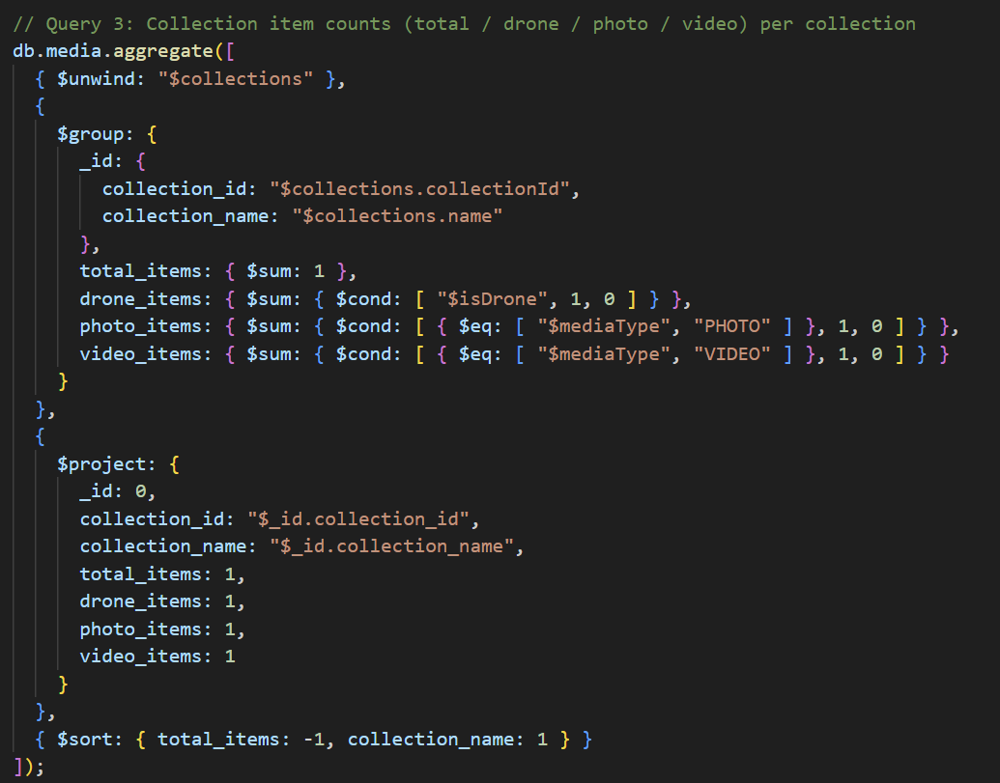 // Query 3: Collection item counts (total / drone / photo / video) per collection
db.media.aggregate([
  { $unwind: "$collections" },
  {
    $group: {
      _id: {
        collection_id: "$collections.collectionId",
        collection_name: "$collections.name"
      },
      total_items: { $sum: 1 },
      drone_items: { $sum: { $cond: [ "$isDrone", 1, 0 ] } },
      photo_items: { $sum: { $cond: [ { $eq: [ "$mediaType", "PHOTO" ] }, 1, 0 ] } },
      video_items: { $sum: { $cond: [ { $eq: [ "$mediaType", "VIDEO" ] }, 1, 0 ] } }
    }
  },
  {
    $project: {
      _id: 0,
      collection_id: "$_id.collection_id",
      collection_name: "$_id.collection_name",
      total_items: 1,
      drone_items: 1,
      photo_items: 1,
      video_items: 1
    }
  },
  { $sort: { total_items: -1, collection_name: 1 } }
]);